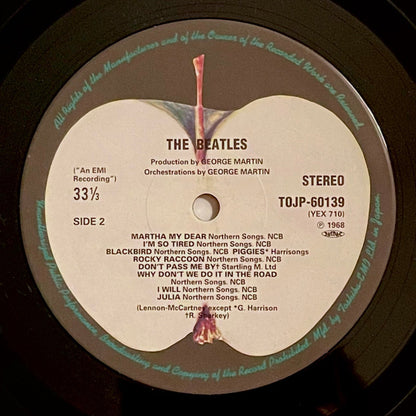 All Rights of the Manufacturer and of the Owner of the Recorded Work are Reserved.
THE BEATLES
Production by GEORGE MARTIN
Orchestrations by GEORGE MARTIN
("An EMI
Recording")
33⅓
SIDE 2
STEREO
TOJP-60139
(YEX 710)
℗ 1968
MARTHA MY DEAR Northern Songs. NCB
I'M SO TIRED Northern Songs. NCB
BLACKBIRD Northern Songs. NCB PIGGIES* Harrisongs
ROCKY RACCOON Northern Songs. NCB
DON'T PASS ME BY† Startling M. Ltd
WHY DON'T WE DO IT IN THE ROAD
Northern Songs. NCB
I WILL Northern Songs. NCB
JULIA Northern Songs. NCB
(Lennon-McCartney except *G. Harrison
†R. Starkey)
Unauthorized Public Performance, Broadcasting and Copying of the Record Prohibited. Mfd. by Toshiba-EMI Ltd. in Japan.